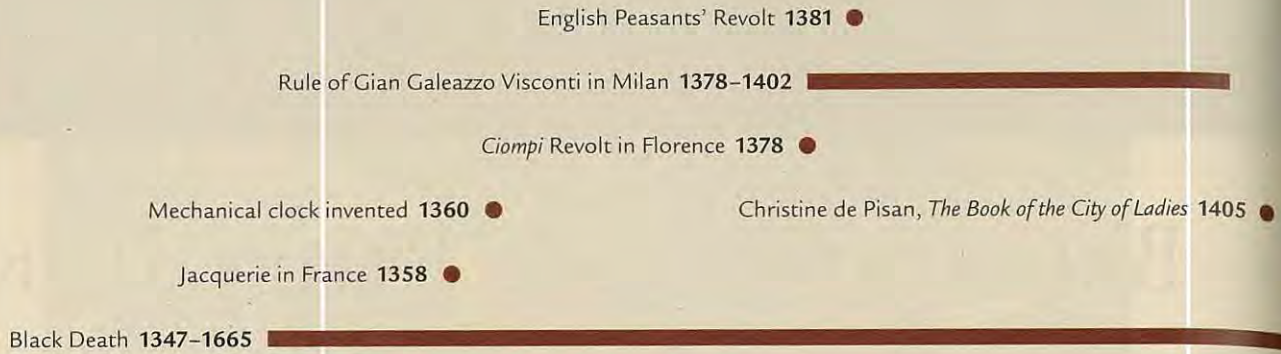 English Peasants' Revolt 1381
Rule of Gian Galeazzo Visconti in Milan 1378–1402
Ciompi Revolt in Florence 1378
Mechanical clock invented 1360
Christine de Pisan, The Book of the City of Ladies 1405
Jacquerie in France 1358
Black Death 1347–1665